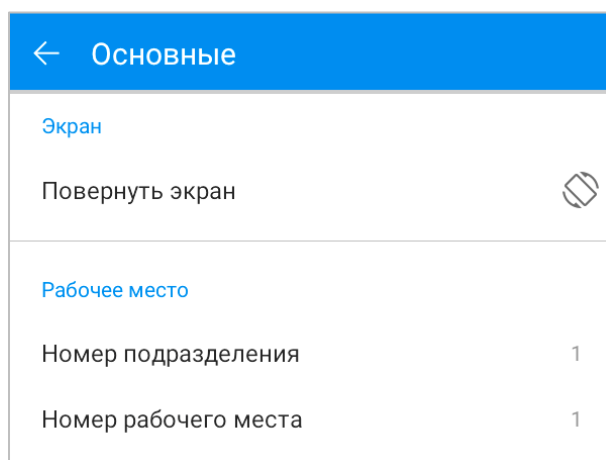 Основные
Экран
Повернуть экран
Рабочее место
Номер подразделения 1
Номер рабочего места 1